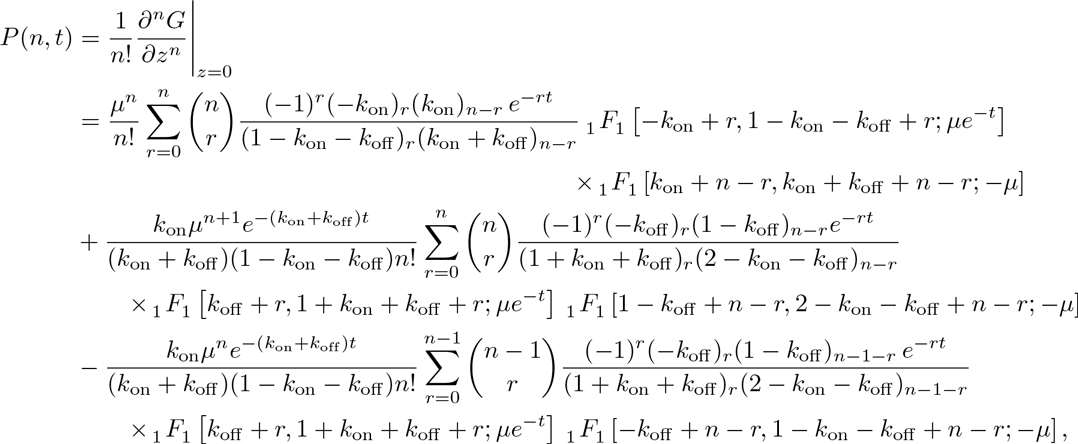 P(n, t) = \frac{1}{n!} \frac{\partial^n G}{\partial z^n} \bigg|_{z=0}
= \frac{\mu^n}{n!} \sum_{r=0}^{n} \binom{n}{r} \frac{(-1)^r (-k_{\text{on}})_r (k_{\text{on}})_{n-r} \, e^{-rt}}{(1 - k_{\text{on}} - k_{\text{off}})_r (k_{\text{on}} + k_{\text{off}})_{n-r}} \, {}_1F_1 \left[ -k_{\text{on}} + r, 1 - k_{\text{on}} - k_{\text{off}} + r; \mu e^{-t} \right]
\times {}_1F_1 \left[ k_{\text{on}} + n - r, k_{\text{on}} + k_{\text{off}} + n - r; -\mu \right]
+ \frac{k_{\text{on}} \mu^{n+1} e^{-(k_{\text{on}} + k_{\text{off}})t}}{(k_{\text{on}} + k_{\text{off}})(1 - k_{\text{on}} - k_{\text{off}}) n!} \sum_{r=0}^{n} \binom{n}{r} \frac{(-1)^r (-k_{\text{off}})_r (1 - k_{\text{off}})_{n-r} e^{-rt}}{(1 + k_{\text{on}} + k_{\text{off}})_r (2 - k_{\text{on}} - k_{\text{off}})_{n-r}}
\times {}_1F_1 \left[ k_{\text{off}} + r, 1 + k_{\text{on}} + k_{\text{off}} + r; \mu e^{-t} \right] \, {}_1F_1 \left[ 1 - k_{\text{off}} + n - r, 2 - k_{\text{on}} - k_{\text{off}} + n - r; -\mu \right]
- \frac{k_{\text{on}} \mu^n e^{-(k_{\text{on}} + k_{\text{off}})t}}{(k_{\text{on}} + k_{\text{off}})(1 - k_{\text{on}} - k_{\text{off}}) n!} \sum_{r=0}^{n-1} \binom{n-1}{r} \frac{(-1)^r (-k_{\text{off}})_r (1 - k_{\text{off}})_{n-1-r} \, e^{-rt}}{(1 + k_{\text{on}} + k_{\text{off}})_r (2 - k_{\text{on}} - k_{\text{off}})_{n-1-r}}
\times {}_1F_1 \left[ k_{\text{off}} + r, 1 + k_{\text{on}} + k_{\text{off}} + r; \mu e^{-t} \right] \, {}_1F_1 \left[ -k_{\text{off}} + n - r, 1 - k_{\text{on}} - k_{\text{off}} + n - r; -\mu \right],